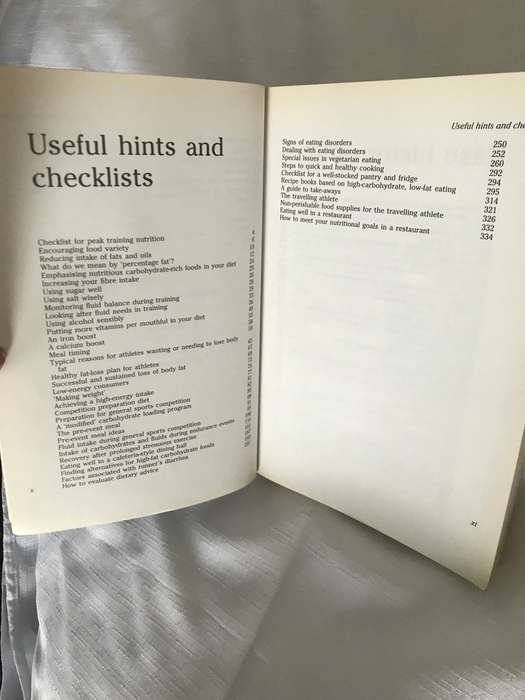 Useful hints and
checklists
Checklist for peak training nutrition
Encouraging food variety
Reducing intake of fats and oils
What do we mean by 'percentage fat'?
Emphasising nutritious carbohydrate-rich foods in your diet
Increasing your fibre intake
Using sugar well
Using salt wisely
Monitoring fluid balance during training
Looking after fluid needs in training
Using alcohol sensibly
Putting more vitamins per mouthful in your diet
An iron boost
A calcium boost
Meal timing
Typical reasons for athletes wanting or needing to lose body
fat
Healthy fat-loss plan for athletes
Successful and sustained loss of body fat
Low-energy consumers
'Making weight'
Achieving a high-energy intake
Competition preparation diet
Preparation for general sports competition
A 'modified' carbohydrate loading program
The pre-event meal
Pre-event meal ideas
Fluid intake during general sports competition
Intake of carbohydrates and fluids during endurance events
Recovery after prolonged strenuous exercise
Eating well in a cafeteria-style dining hall
Finding alternatives for high-fat carbohydrate foods
Factors associated with runner's diarrhea
How to evaluate dietary advice
x
Useful hints and che
Signs of eating disorders 250
Dealing with eating disorders 252
Special issues in vegetarian eating 260
Steps to quick and healthy cooking 292
Checklist for a well-stocked pantry and fridge 294
Recipe books based on high-carbohydrate, low-fat eating 295
A guide to take-aways 314
The travelling athlete 321
Non-perishable food supplies for the travelling athlete 326
Eating well in a restaurant 332
How to meet your nutritional goals in a restaurant 334
xi